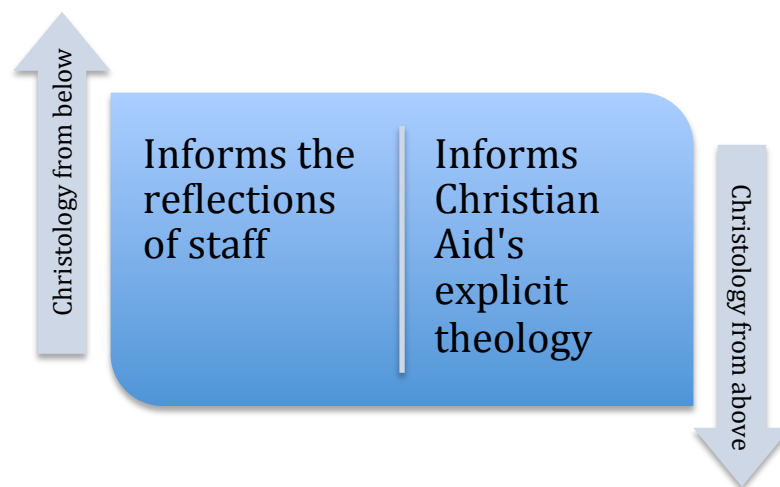 Christology from below
Informs the
reflections
of staff
Informs
Christian
Aid's
explicit
theology
Christology from above